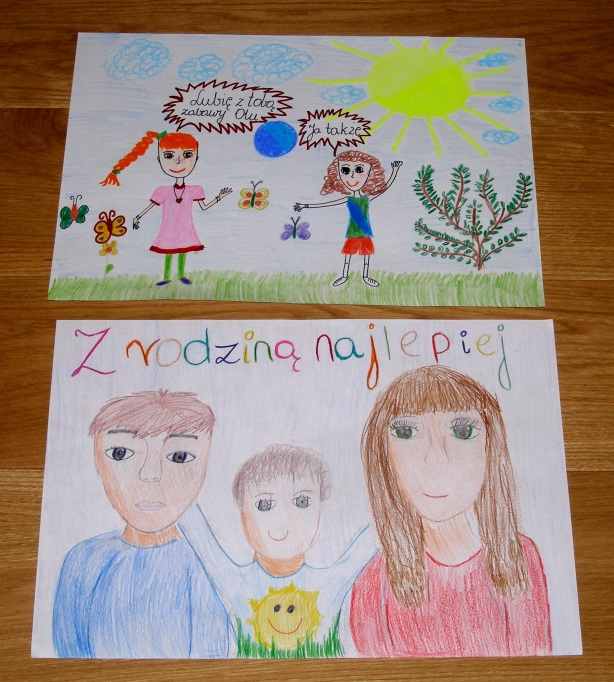 Lubię z tobą
zabawy Olu
Ja także
Z rodziną najlepiej